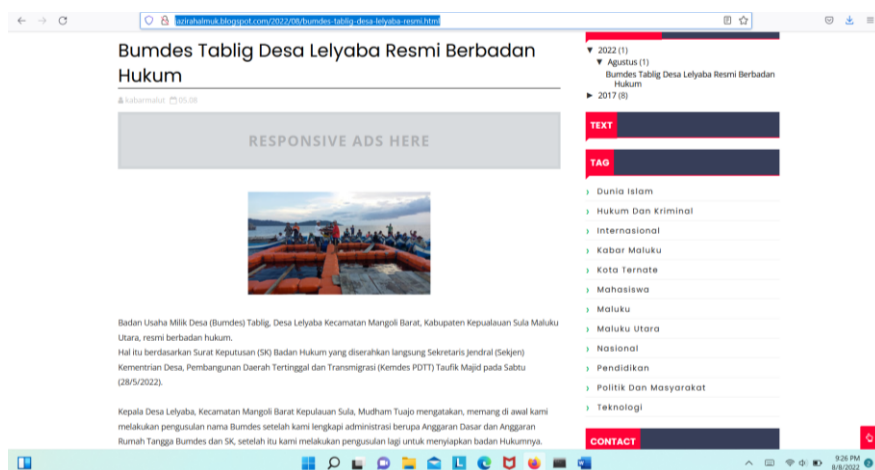 azirahalmuk.blogspot.com/2022/08/bumdes-tablig-desa-lelyaba-resmi.html
Bumdes Tablig Desa Lelyaba Resmi Berbadan
Hukum
kabarmalut 05.08
RESPONSIVE ADS HERE
Badan Usaha Milik Desa (Bumdes) Tablig, Desa Lelyaba Kecamatan Mangoli Barat, Kabupaten Kepualauan Sula Maluku
Utara, resmi berbadan hukum.
Hal itu berdasarkan Surat Keputusan (SK) Badan Hukum yang diserahkan langsung Sekretaris Jendral (Sekjen)
Kementrian Desa, Pembangunan Daerah Tertinggal dan Transmigrasi (Kemdes PDTT) Taufik Majid pada Sabtu
(28/5/2022).
Kepala Desa Lelyaba, Kecamatan Mangoli Barat Kepulauan Sula, Mudham Tuajo mengatakan, memang di awal kami
melakukan pengusulan nama Bumdes setelah kami lengkapi administrasi berupa Anggaran Dasar dan Anggaran
Rumah Tangga Bumdes dan SK, setelah itu kami melakukan pengusulan lagi untuk menyiapkan badan Hukumnya.
▼ 2022 (1)
▼ Agustus (1)
Bumdes Tablig Desa Lelyaba Resmi Berbadan
Hukum
► 2017 (8)
TEXT
TAG
Dunia Islam
Hukum Dan Kriminal
Internasional
Kabar Maluku
Kota Ternate
Mahasiswa
Maluku
Maluku Utara
Nasional
Pendidikan
Politik Dan Masyarakat
Teknologi
CONTACT
9:26 PM
8/8/2022